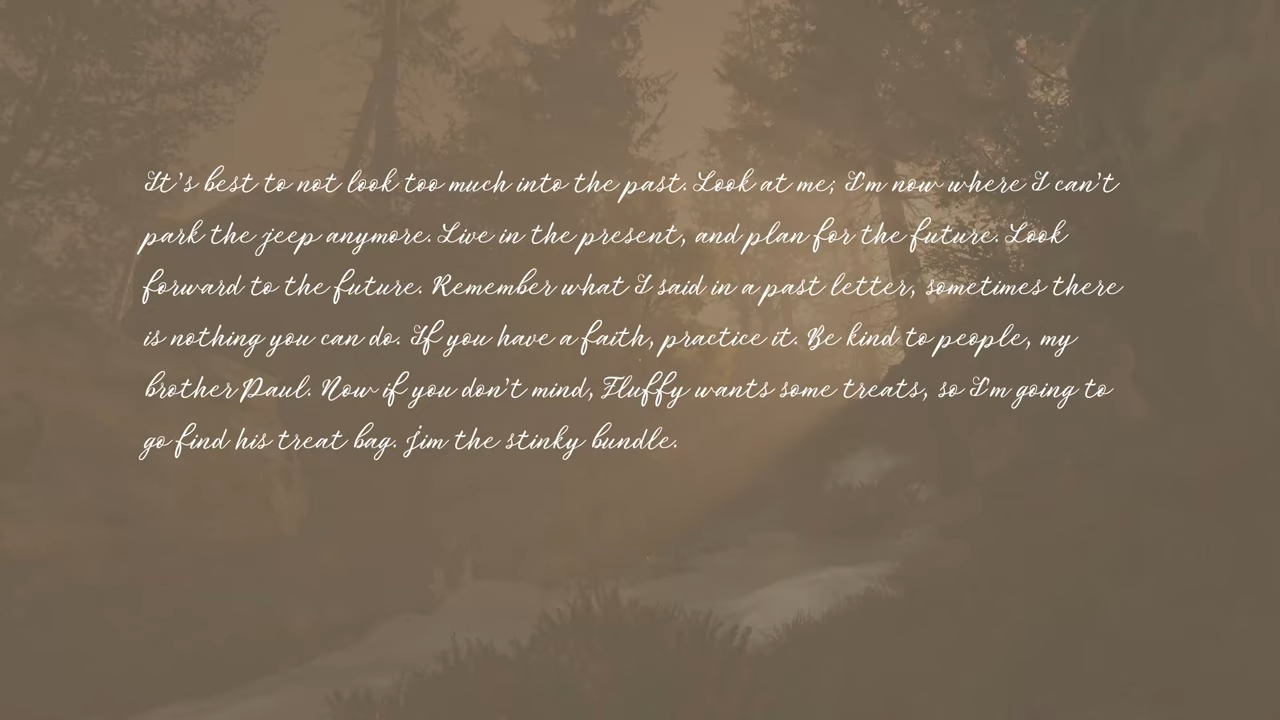 It's best to not look too much into the past. Look at me; I'm now where I can't
park the jeep anymore. Live in the present, and plan for the future. Look
forward to the future. Remember what I said in a past letter, sometimes there
is nothing you can do. If you have a faith, practice it. Be kind to people, my
brother Paul. Now if you don't mind, Fluffy wants some treats, so I'm going to
go find his treat bag. Jim the stinky bundle.